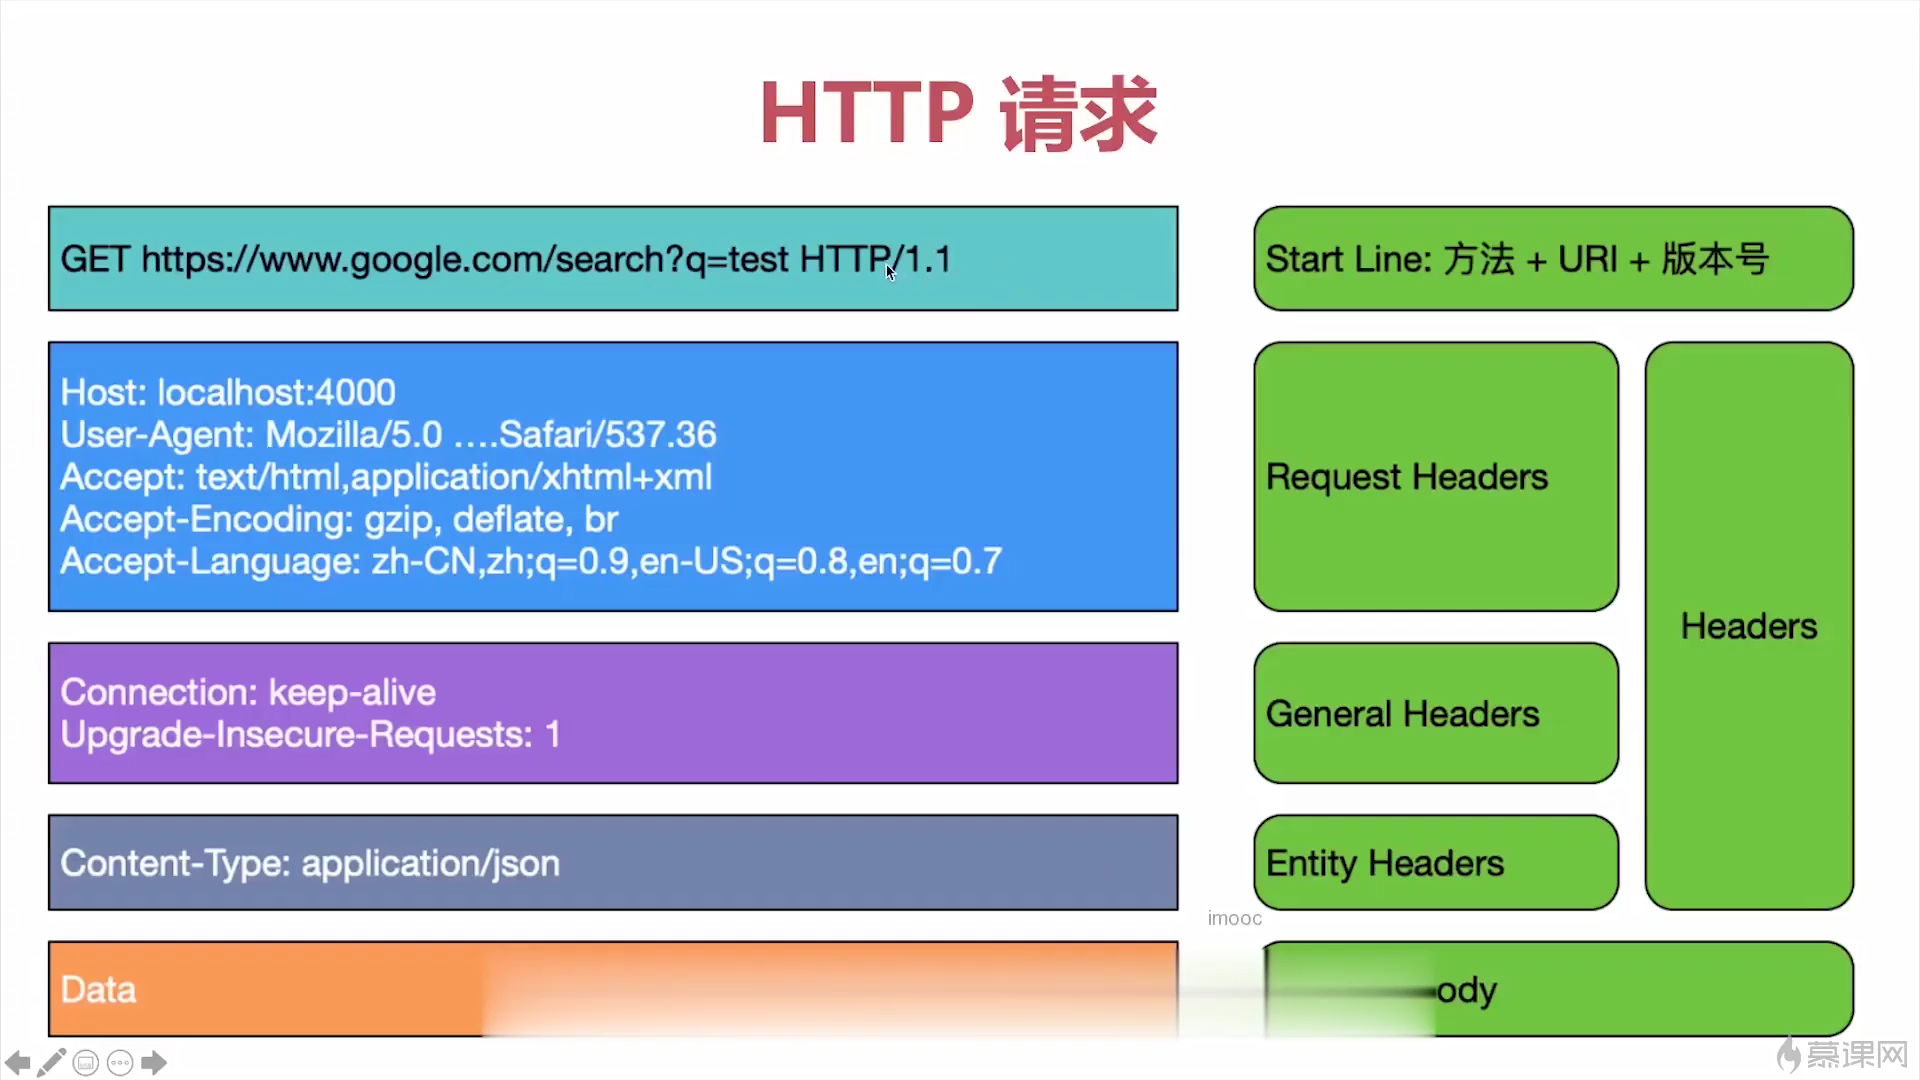 HTTP 请求
GET https://www.google.com/search?q=test HTTP/1.1
Start Line: 方法 + URI + 版本号
Host: localhost:4000
User-Agent: Mozilla/5.0 ....Safari/537.36
Accept: text/html,application/xhtml+xml
Accept-Encoding: gzip, deflate, br
Accept-Language: zh-CN,zh;q=0.9,en-US;q=0.8,en;q=0.7
Request Headers
Headers
Connection: keep-alive
Upgrade-Insecure-Requests: 1
General Headers
Content-Type: application/json
Entity Headers
imooc
Data
ody
慕课网